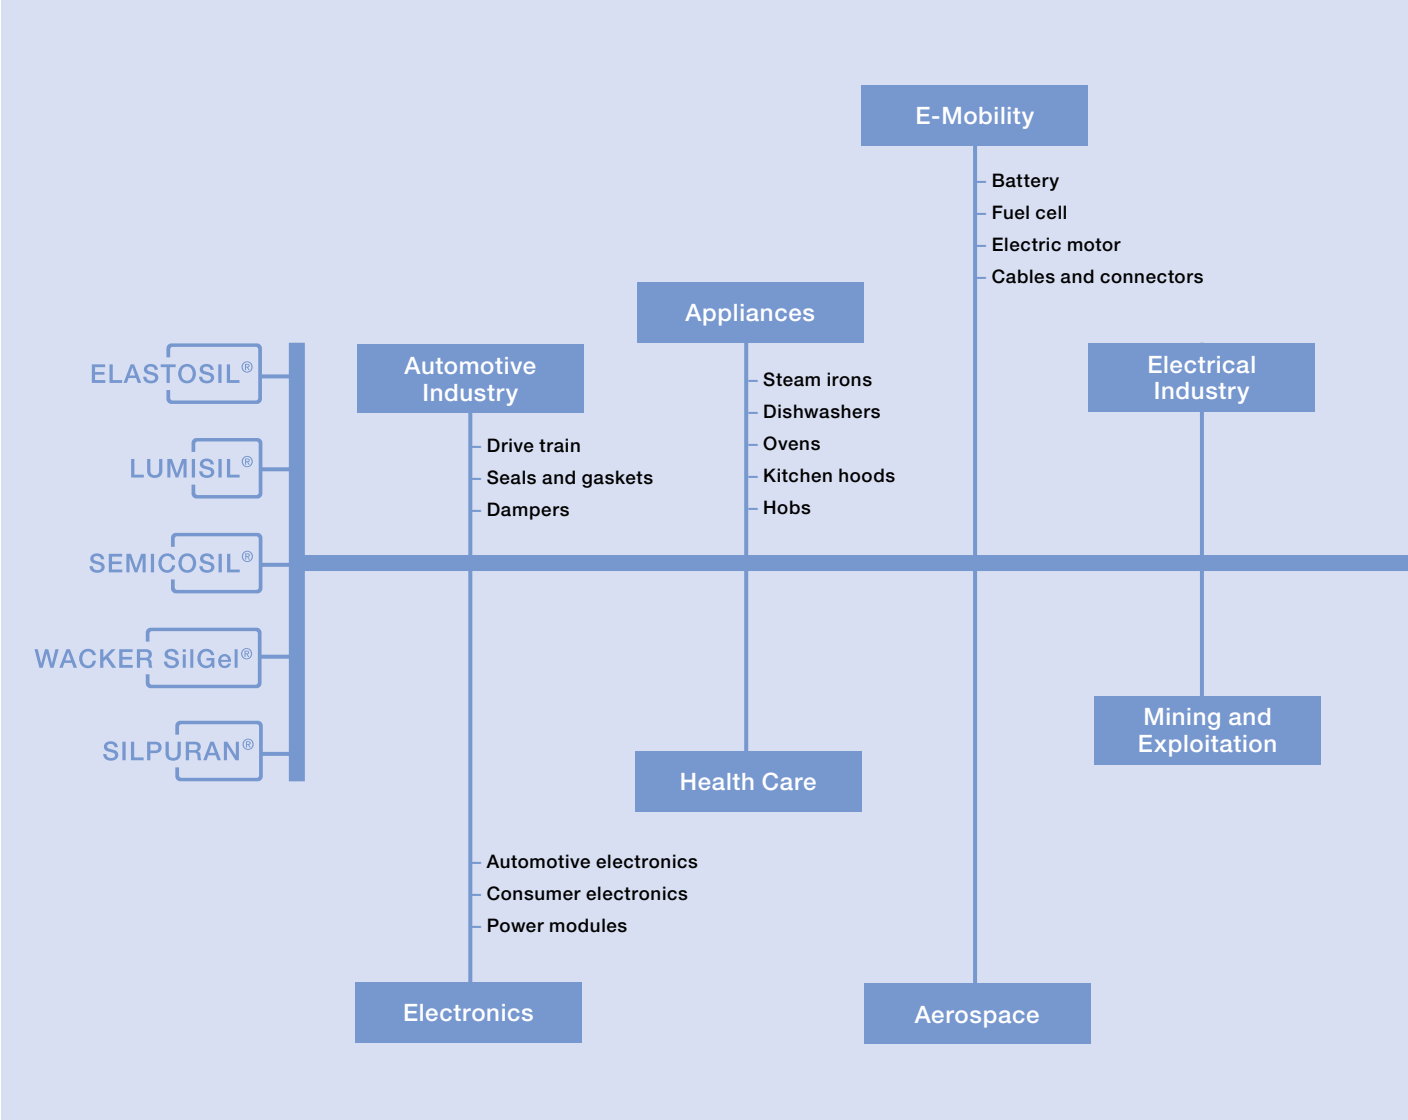 E-Mobility
Battery
Fuel cell
Electric motor
Cables and connectors
Appliances
Steam irons
Dishwashers
Ovens
Kitchen hoods
Hobs
Automotive
Industry
Drive train
Seals and gaskets
Dampers
Electrical
Industry
ELASTOSIL®
LUMISIL®
SEMICOSIL®
WACKER SilGel®
SILPURAN®
Mining and
Exploitation
Health Care
Automotive electronics
Consumer electronics
Power modules
Electronics
Aerospace